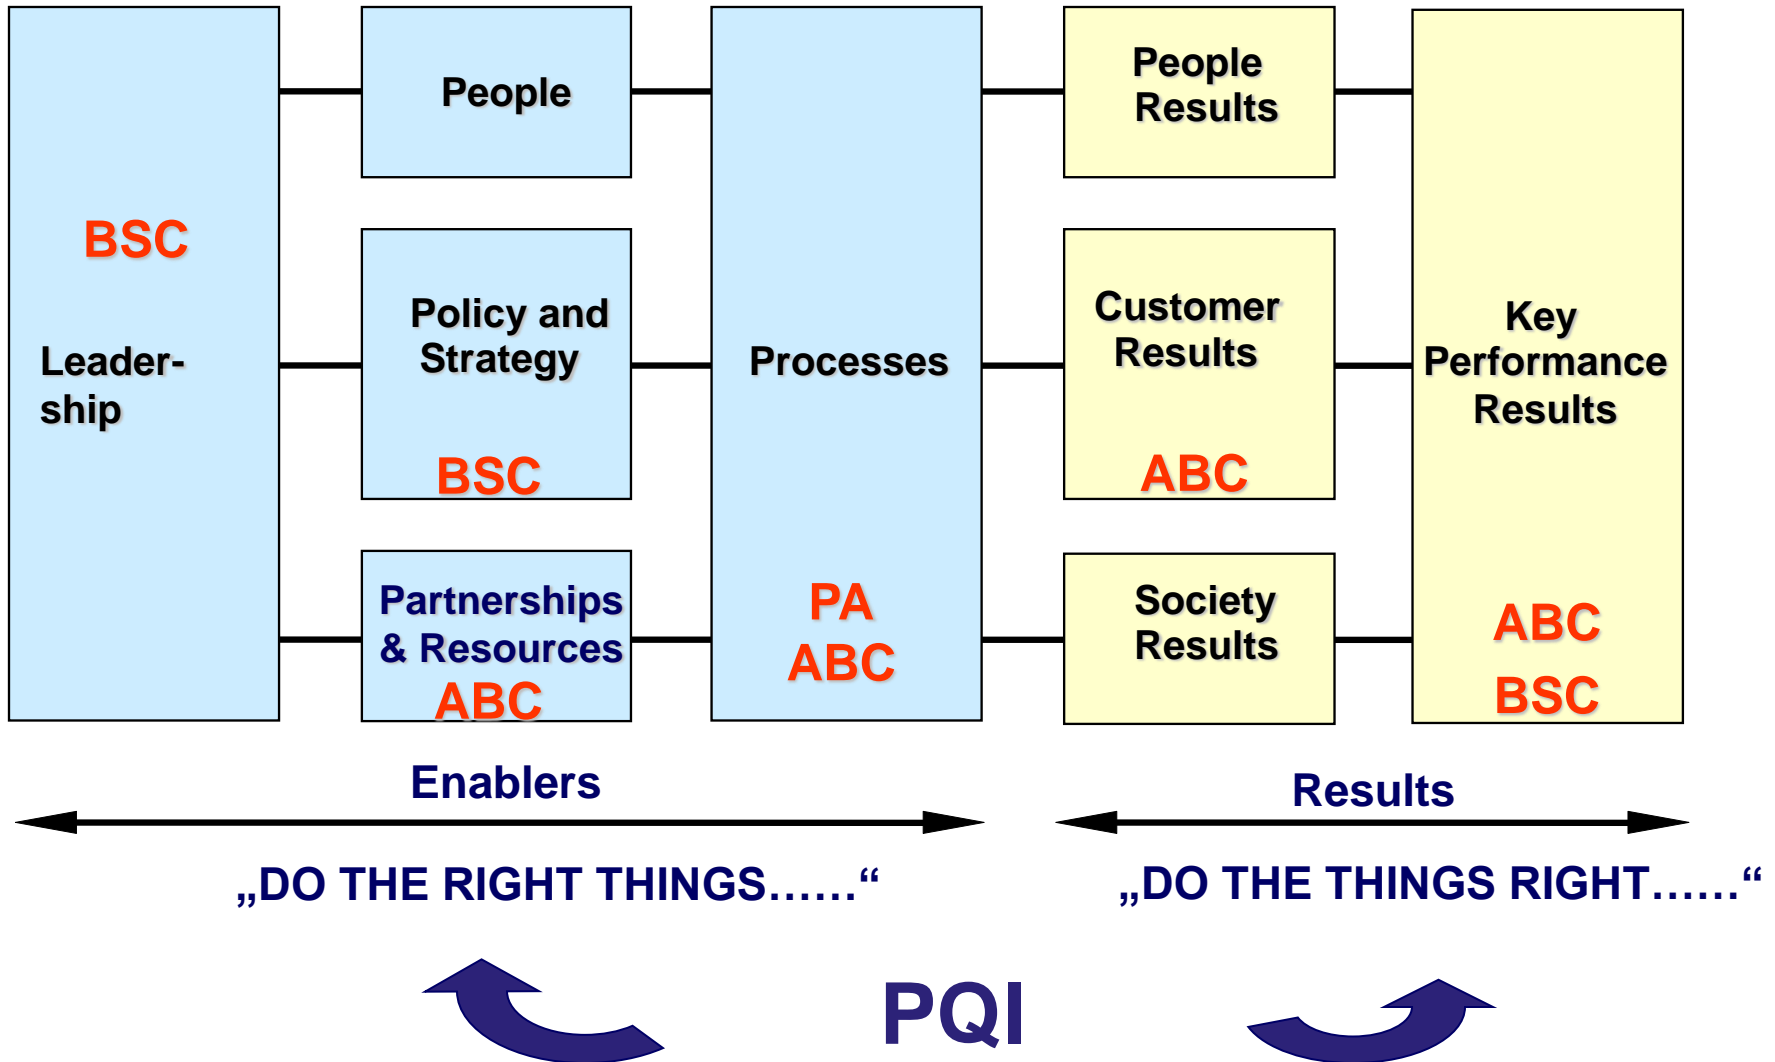 BSC
Leader-
ship
People
Policy and
Strategy
BSC
Partnerships
& Resources
ABC
Processes
PA
ABC
People
Results
Customer
Results
ABC
Society
Results
Key
Performance
Results
ABC
BSC
Enablers
Results
„DO THE RIGHT THINGS……“
„DO THE THINGS RIGHT……“
PQI